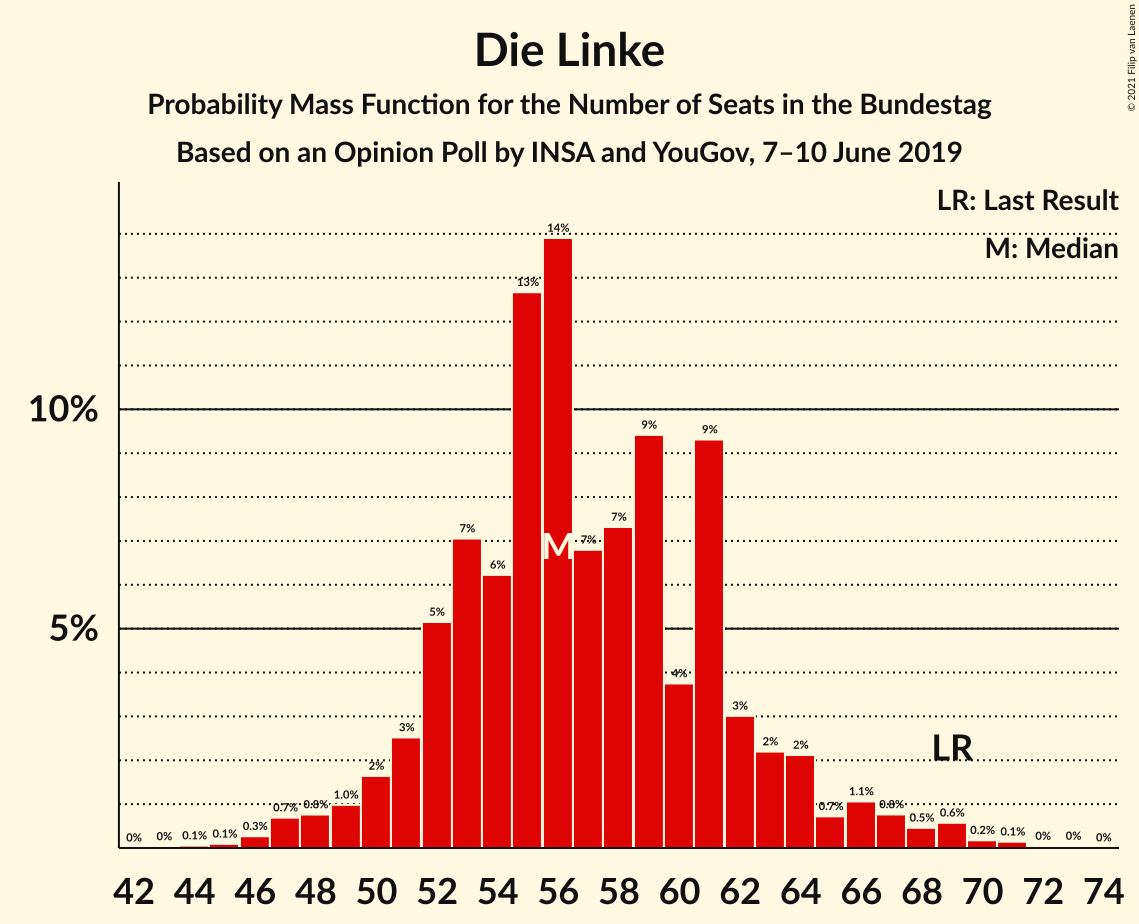 Die Linke
Probability Mass Function for the Number of Seats in the Bundestag
Based on an Opinion Poll by INSA and YouGov, 7–10 June 2019
© 2021 Filip van Laenen
LR: Last Result
M: Median
10%
5%
0% 0% 0.1% 0.1% 0.3% 0.7% 0.8% 1.0% 2% 3% 5% 7% 6% 13% 14% 7% 7% 9% 4% 9% 3% 2% 2% 0.7% 1.1% 0.8% 0.5% 0.6% 0.2% 0.1% 0% 0% 0%
M
LR
42 44 46 48 50 52 54 56 58 60 62 64 66 68 70 72 74